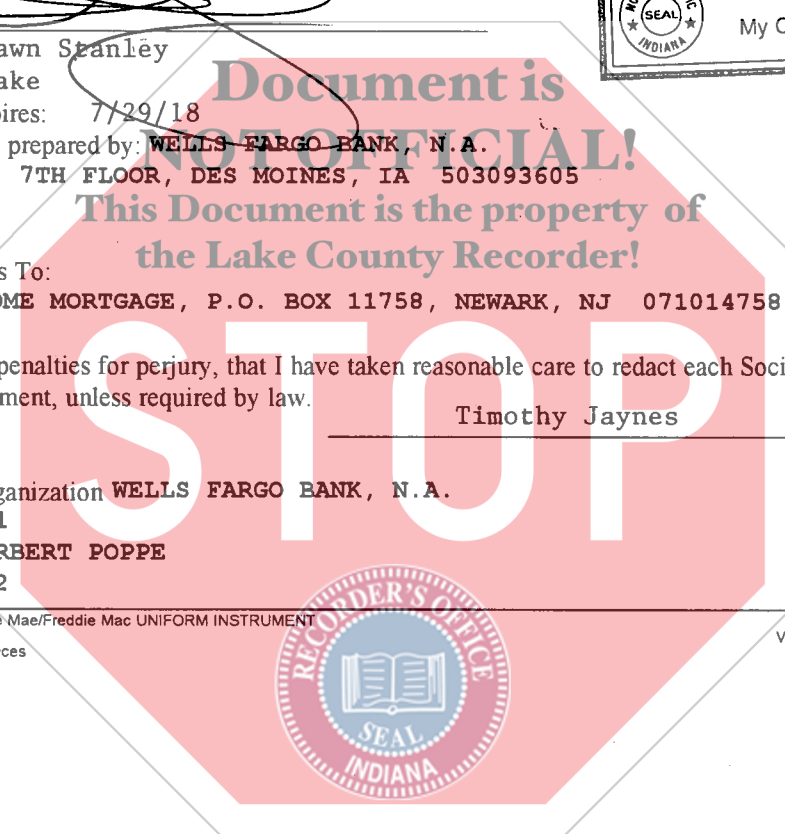 SEAL
INDIANA
My C
awn Stanley
ake
ires: 7/29/18
prepared by: WELLS FARGO BANK, N.A.
7TH FLOOR, DES MOINES, IA 503093605
Document is
NOT OFFICIAL!
This Document is the property of
the Lake County Recorder!
s To:
OME MORTGAGE, P.O. BOX 11758, NEWARK, NJ 071014758
STOP
penalties for perjury, that I have taken reasonable care to redact each Soci
ment, unless required by law.
Timothy Jaynes
ganization WELLS FARGO BANK, N.A.
1
RBERT POPPE
2
e Mae/Freddie Mac UNIFORM INSTRUMENT
V
ces
RECORDER'S OFFICE
SEAL
INDIANA